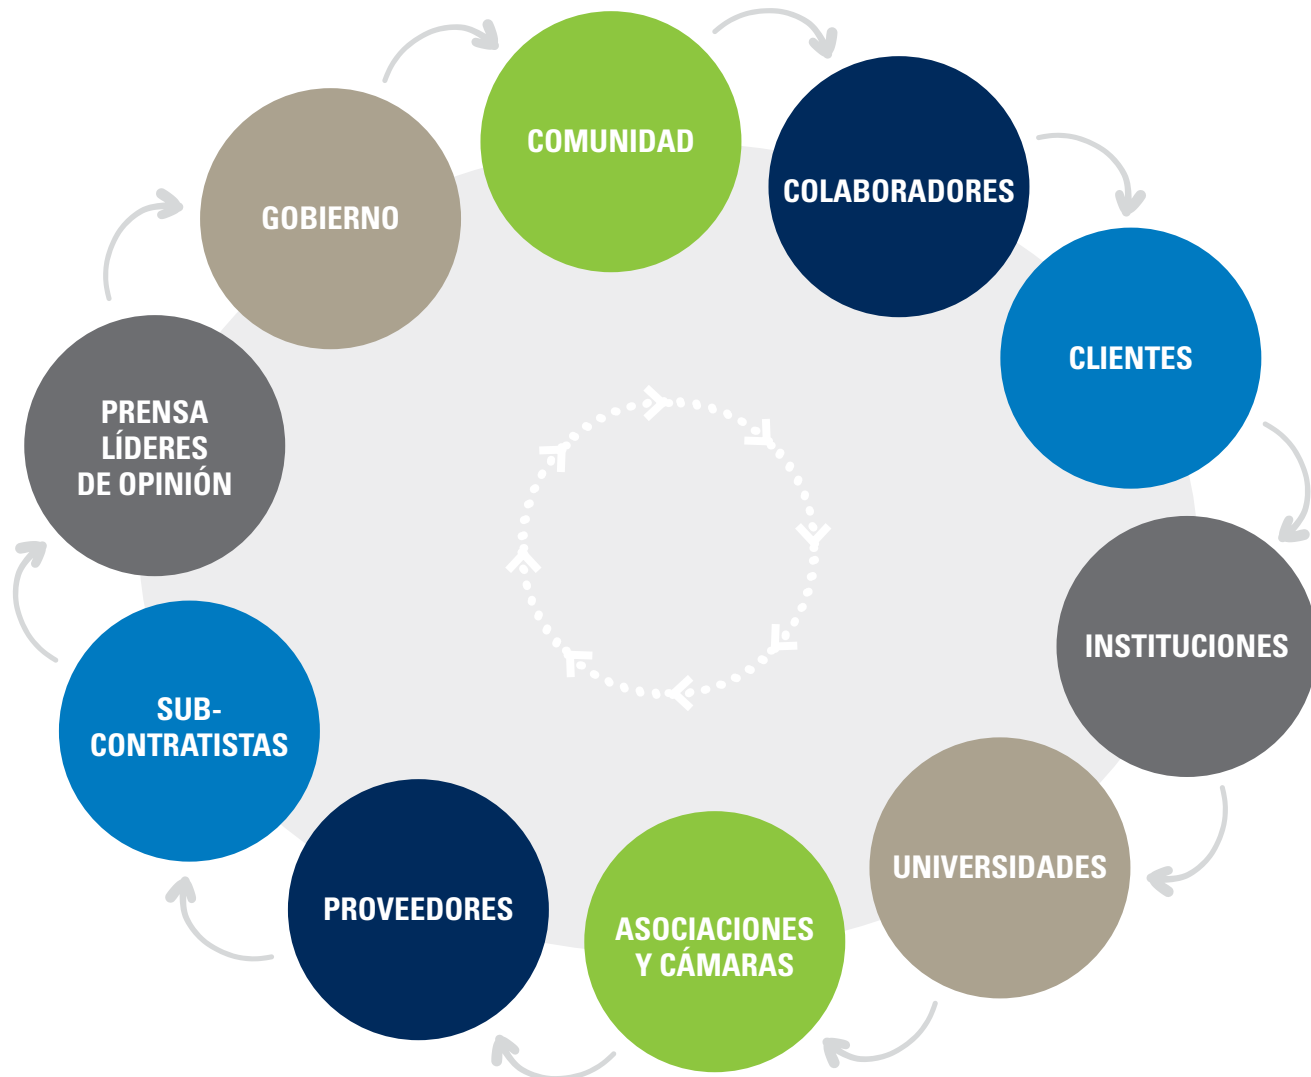 COMUNIDAD
COLABORADORES
CLIENTES
INSTITUCIONES
UNIVERSIDADES
ASOCIACIONES
Y CÁMARAS
PROVEEDORES
SUB-
CONTRATISTAS
PRENSA
LÍDERES
DE OPINIÓN
GOBIERNO